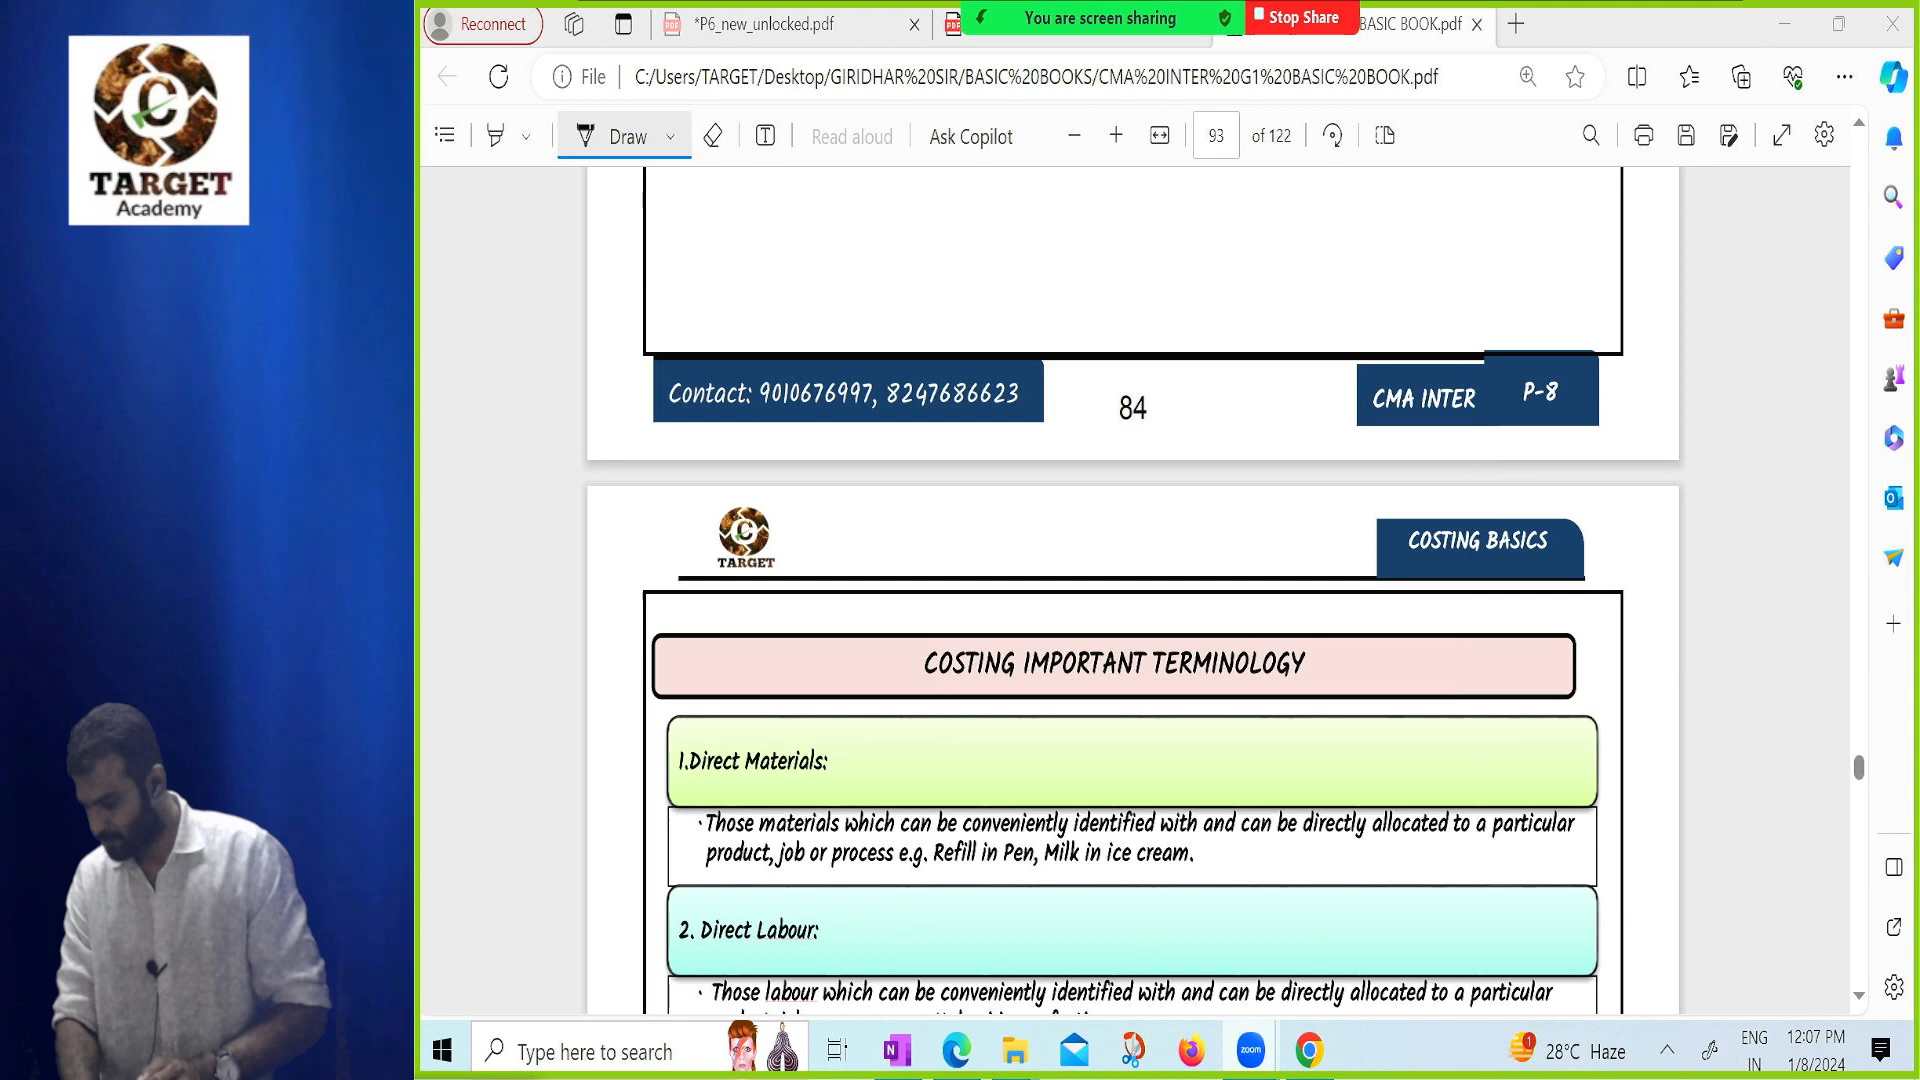 TARGET
Academy
Reconnect
*P6_new_unlocked.pdf
You are screen sharing
Stop Share
BASIC BOOK.pdf
File
C:/Users/TARGET/Desktop/GIRIDHAR%20SIR/BASIC%20BOOKS/CMA%20INTER%20G1%20BASIC%20BOOK.pdf
Draw
Read aloud
Ask Copilot
93
of 122
Contact: 9010676997, 8247686623
84
CMA INTER
P-8
TARGET
COSTING BASICS
COSTING IMPORTANT TERMINOLOGY
1.Direct Materials:
· Those materials which can be conveniently identified with and can be directly allocated to a particular
product, job or process e.g. Refill in Pen, Milk in ice cream.
2. Direct Labour:
· Those labour which can be conveniently identified with and can be directly allocated to a particular
Type here to search
zoom
28°C Haze
ENG
IN
12:07 PM
1/8/2024